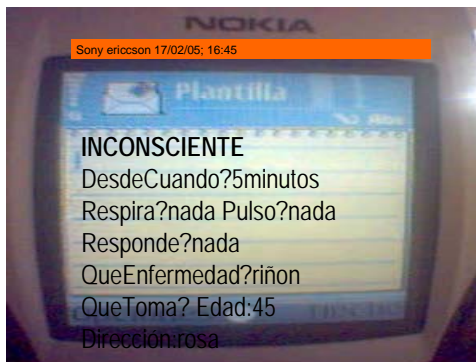 NOKIA
Sony ericcson 17/02/05; 16:45
Plantilla
INCONSCIENTE
DesdeCuando?5minutos
Respira?nada Pulso?nada
Responde?nada
QueEnfermedad?riñon
QueToma? Edad:45
Dirección:rosa